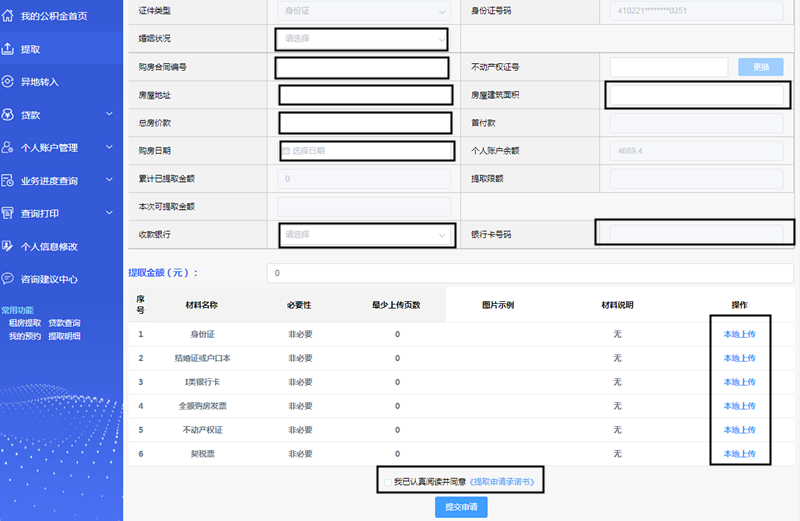 我的公积金首页
提取
异地转入
贷款
个人账户管理
业务进度查询
查询打印
个人信息修改
咨询建议中心
常用功能
租房提取 贷款查询
我的预约 提取明细
证件类型 身份证 身份证号码 410221********0251
婚姻状况 请选择
购房合同编号 不动产权证号 更换
房屋地址 房屋建筑面积
总房价款 首付款
购房日期 选择日期 个人账户余额 4689.4
累计已提取金额 0 提取限额
本次可提取金额
收款银行 请选择 银行卡号码
提取金额（元）： 0
序号 材料名称 必要性 最少上传页数 图片示例 材料说明 操作
1 身份证 非必要 0 无 本地上传
2 结婚证或户口本 非必要 0 无 本地上传
3 I类银行卡 非必要 0 无 本地上传
4 全额购房发票 非必要 0 无 本地上传
5 不动产权证 非必要 0 无 本地上传
6 契税票 非必要 0 无 本地上传
我已认真阅读并同意《提取申请承诺书》
提交申请